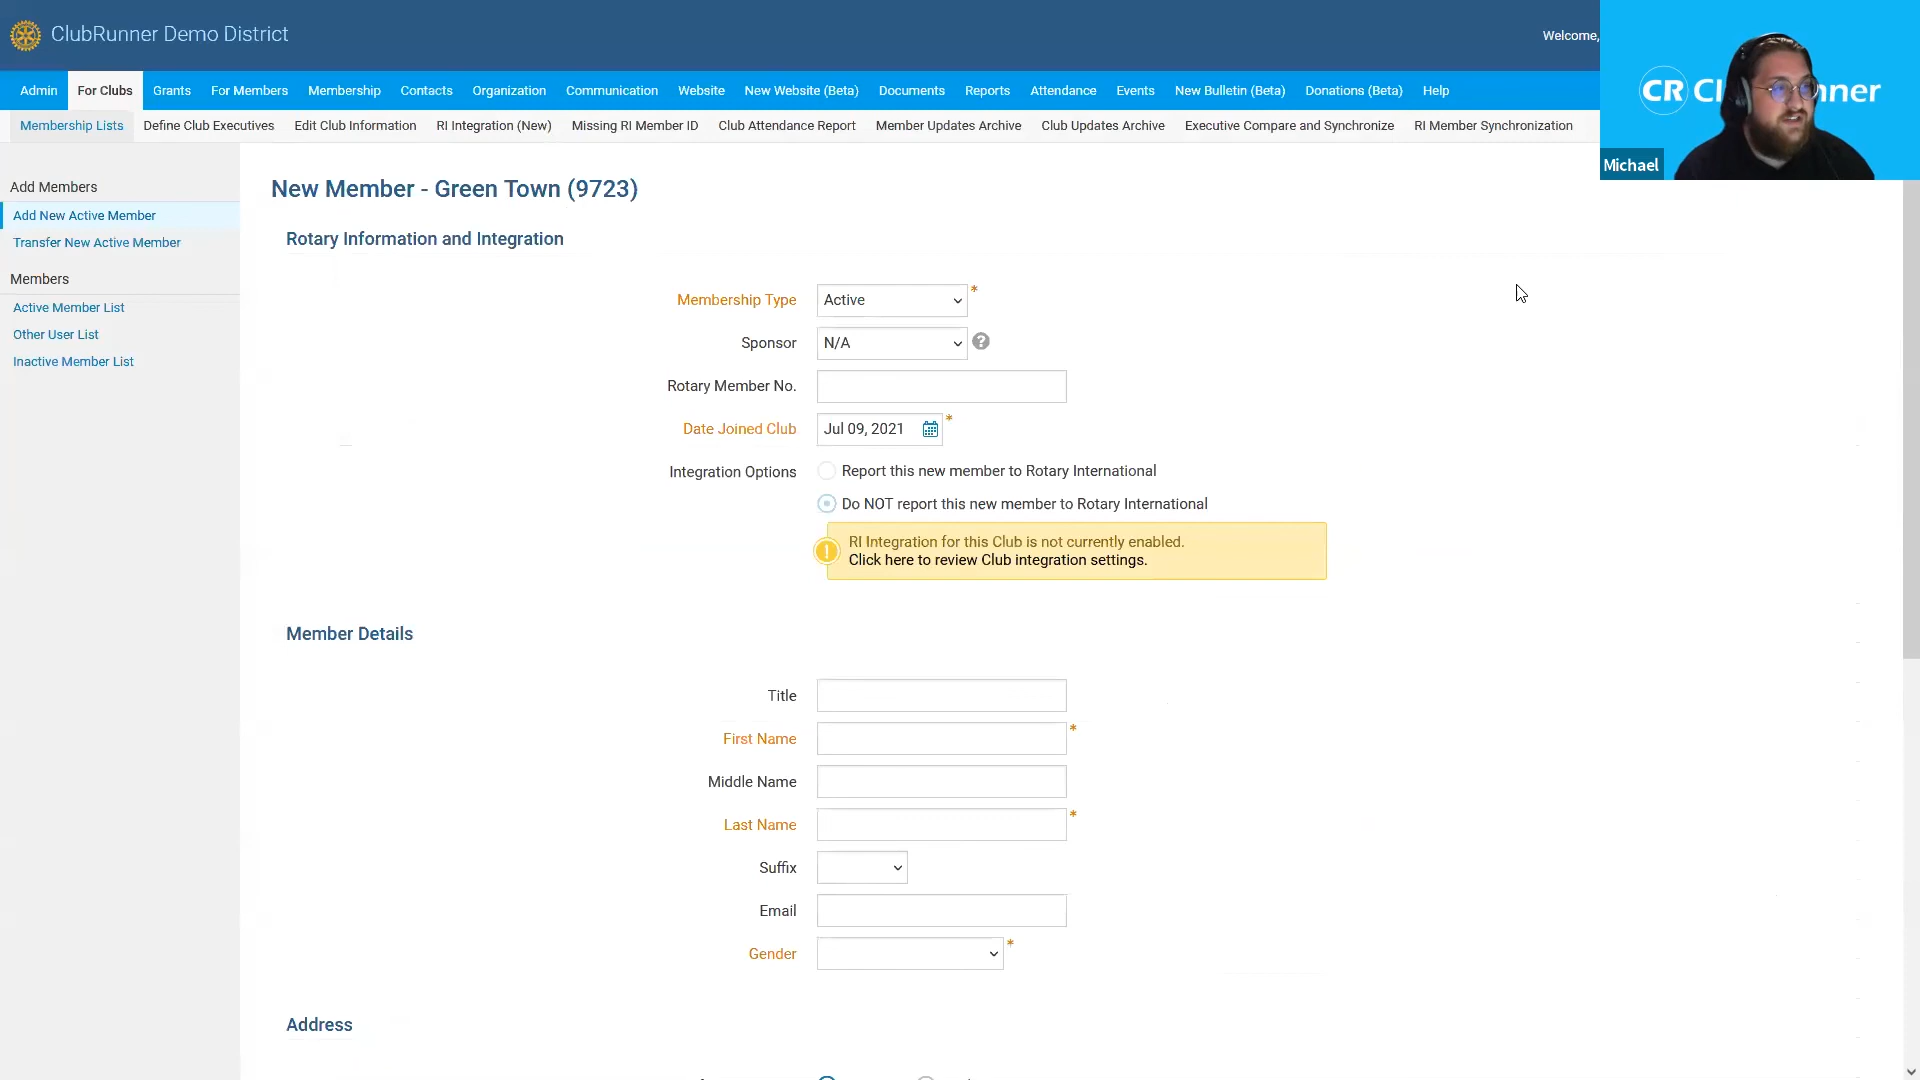 ClubRunner Demo District
Welcome,
Admin For Clubs Grants For Members Membership Contacts Organization Communication Website New Website (Beta) Documents Reports Attendance Events New Bulletin (Beta) Donations (Beta) Help
Membership Lists Define Club Executives Edit Club Information RI Integration (New) Missing RI Member ID Club Attendance Report Member Updates Archive Club Updates Archive Executive Compare and Synchronize RI Member Synchronization
CR Cl nner
Michael
Add Members
Add New Active Member
Transfer New Active Member
Members
Active Member List
Other User List
Inactive Member List
New Member - Green Town (9723)
Rotary Information and Integration
Membership Type Active *
Sponsor N/A ?
Rotary Member No.
Date Joined Club Jul 09, 2021 *
Integration Options Report this new member to Rotary International
Do NOT report this new member to Rotary International
! RI Integration for this Club is not currently enabled.
Click here to review Club integration settings.
Member Details
Title
First Name *
Middle Name
Last Name *
Suffix
Email
Gender *
Address